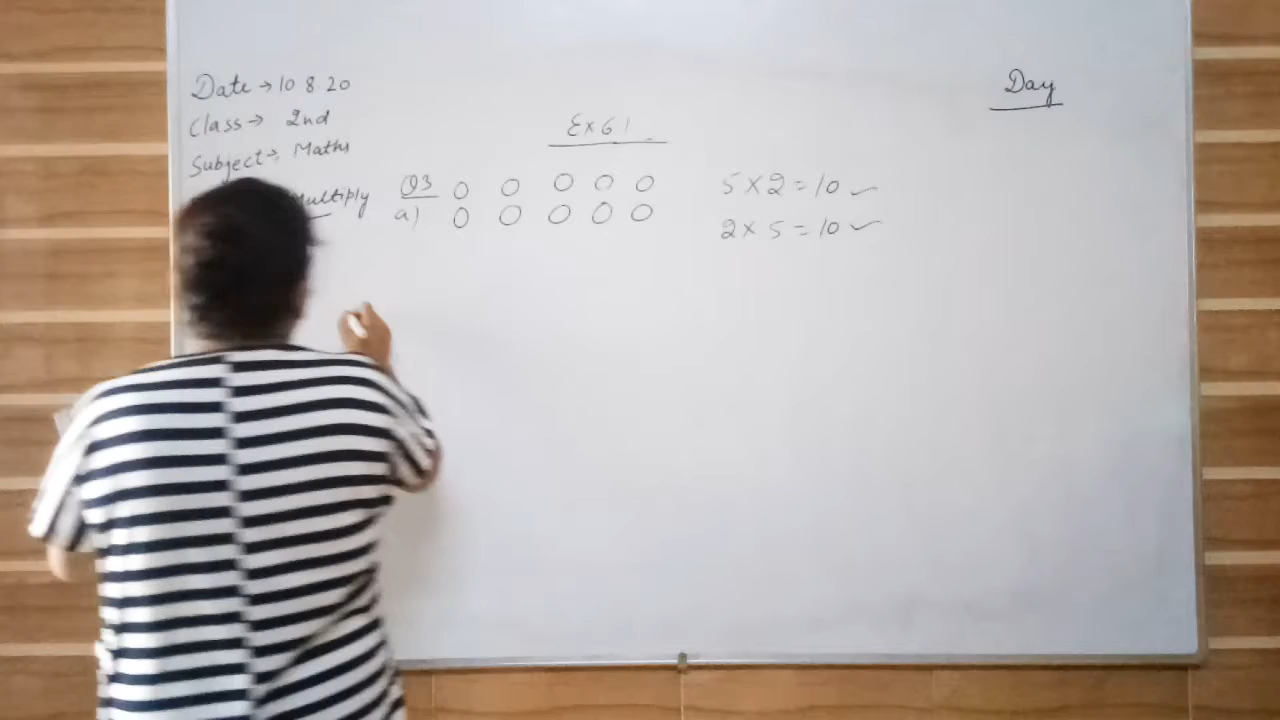 Date → 10 8.20
Class → 2nd
Subject → Maths
Multiply
Day
Ex 6 1
Q3
a)
5 × 2 = 10 ✓
2 × 5 = 10 ✓